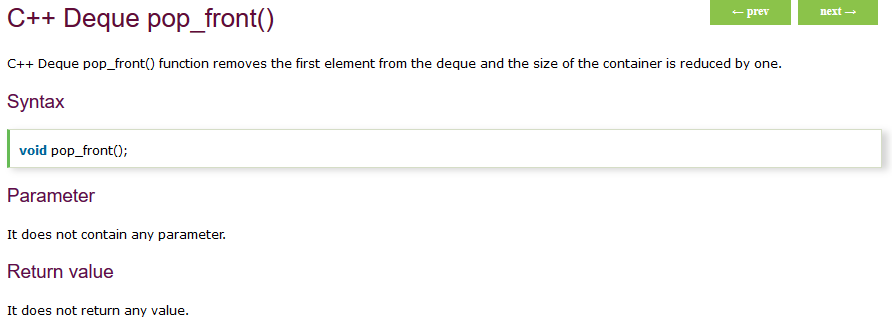 C++ Deque pop_front()
← prev
next →
C++ Deque pop_front() function removes the first element from the deque and the size of the container is reduced by one.
Syntax
void pop_front();
Parameter
It does not contain any parameter.
Return value
It does not return any value.